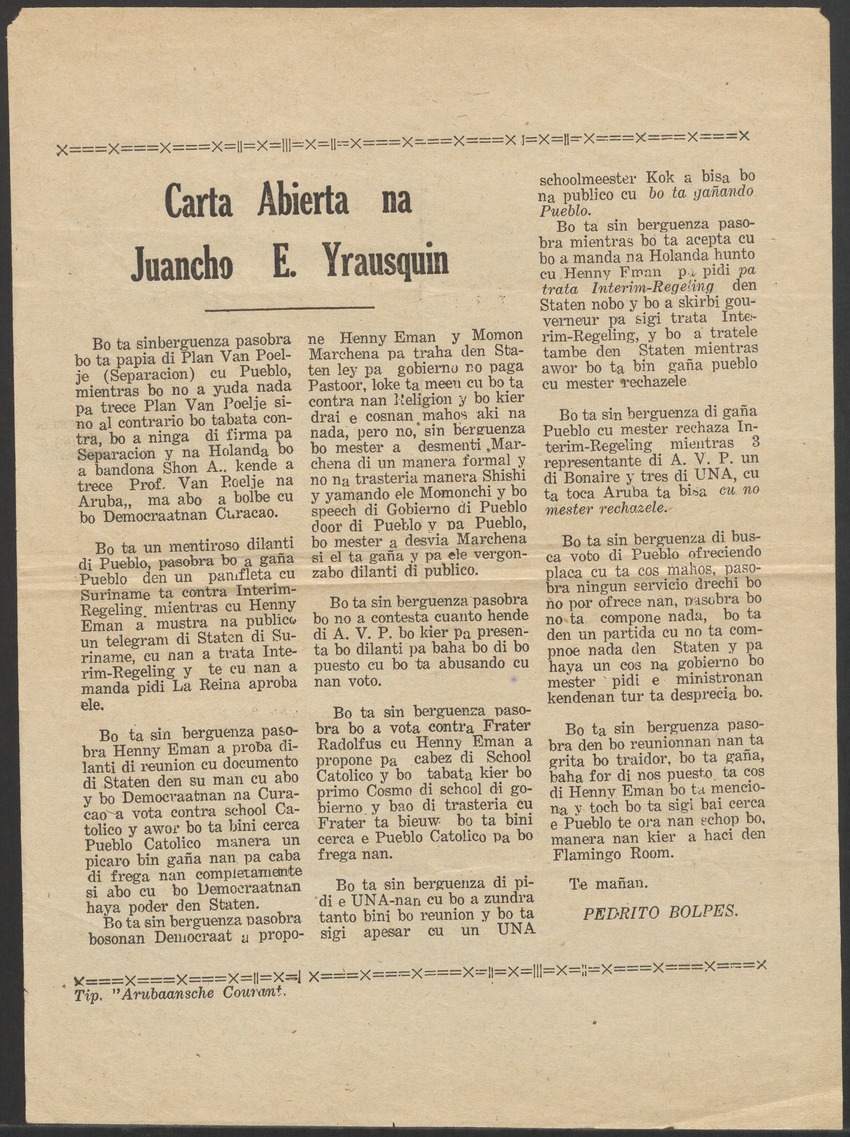 Carta Abierta na
Juancho E. Yrausquin
Bo ta sinberguenza pasobra
bo ta papia di Plan Van Poel-
je (Separacion) cu Pueblo,
mientras bo no a yuda nada
pa trece Plan Van Poelje si-
no al contrario bo tabata con-
tra, bo a ninga di firma pa
Separacion y na Holanda bo
a bandona Shon A.. kende a
trece Prof. Van Poelje na
Aruba,, ma abo a bolbe cu
bo Democraatnan Curacao.
Bo ta un mentiroso dilanti
di Pueblo, pasobra bo a gaña
Pueblo den un panfleta cu
Suriname ta contra Interim-
Regeling mientras cu Henny
Eman a mustra na publico
un telegram di Staten di Su-
riname, cu nan a trata Inte-
rim-Regeling y te cu nan a
manda pidi La Reina aproba
ele.
Bo ta sin berguenza paso-
bra Henny Eman a proba di-
lanti di reunion cu documento
di Staten den su man cu abo
y bo Democraatnan na Cura-
cao a vota contra school Ca-
tolico y awor bo ta bini cerca
Pueblo Catolico manera un
picaro bin gaña nan pa caba
di frega nan completamente
si abo cu bo Democraatnan
haya poder den Staten.
Bo ta sin berguenza pasobra
bosonan Democraat a propo-
ne Henny Eman y Momon
Marchena pa traha den Sta-
ten ley pa gobierno no paga
Pastoor, loke ta meen cu bo ta
contra nan Religion y bo kier
drai e cosnan mahos aki na
nada, pero no, sin berguenza
bo mester a desmenti Mar-
chena di un manera formal y
no na trasteria manera Shishi
y yamando ele Momonchi y bo
speech di Gobierno di Pueblo
door di Pueblo y pa Pueblo,
bo mester a desvia Marchena
si el ta gaña y pa ele vergon-
zabo dilanti di publico.
Bo ta sin berguenza pasobra
bo no a contesta cuanto hende
di A. V. P. bo kier pa presen-
ta bo dilanti pa baha bo di bo
puesto cu bo ta abusando cu
nan voto.
Bo ta sin berguenza paso-
bra bo a vota contra Frater
Radolfus cu Henny Eman a
propone pa cabez di School
Catolico y bo tabata kier bo
primo Cosmo di school di go-
bierno y bao di trasteria cu
Frater ta bieuw bo ta bini
cerca e Pueblo Catolico pa bo
frega nan.
Bo ta sin berguenza di pi-
di e UNA-nan cu bo a zundra
tanto bini bo reunion y bo ta
sigi apesar cu un UNA
schoolmeester Kok a bisa bo
na publico cu bo ta gañando
Pueblo.
Bo ta sin berguenza paso-
bra mientras bo ta acepta cu
bo a manda na Holanda hunto
cu Henny Eman pa pidi pa
trata Interim-Regeling den
Staten nobo y bo a skirbi gou-
verneur pa sigi trata Inte-
rim-Regeling, y bo a tratele
tambe den Staten mientras
awor bo ta bin gaña pueblo
cu mester rechazele
Bo ta sin berguenza di gaña
Pueblo cu mester rechaza In-
terim-Regeling mientras 3
representante di A. V. P. un
di Bonaire y tres di UNA, cu
ta toca Aruba ta bisa cu no
mester rechazele.
Bo ta sin berguenza di bus-
ca voto di Pueblo ofreciendo
placa cu ta cos mahos, paso-
bra ningun servicio drechi bo
ño por ofrece nan, pasobra bo
no ta compone nada, bo ta
den un partida cu no ta com-
pnoe nada den Staten y pa
haya un cos na gobierno bo
mester pidi e ministronan
kendenan tur ta desprecia bo.
Bo ta sin berguenza paso-
bra den bo reunionnan nan ta
grita bo traidor, bo ta gaña,
baha for di nos puesto ta cos
di Henny Eman bo ta mencio-
na y toch bo ta sigi bai cerca
e Pueblo te ora nan schop bo,
manera nan kier a haci den
Flamingo Room.
Te mañan.
PEDRITO BOLPES.
Tip. "Arubaansche Courant.